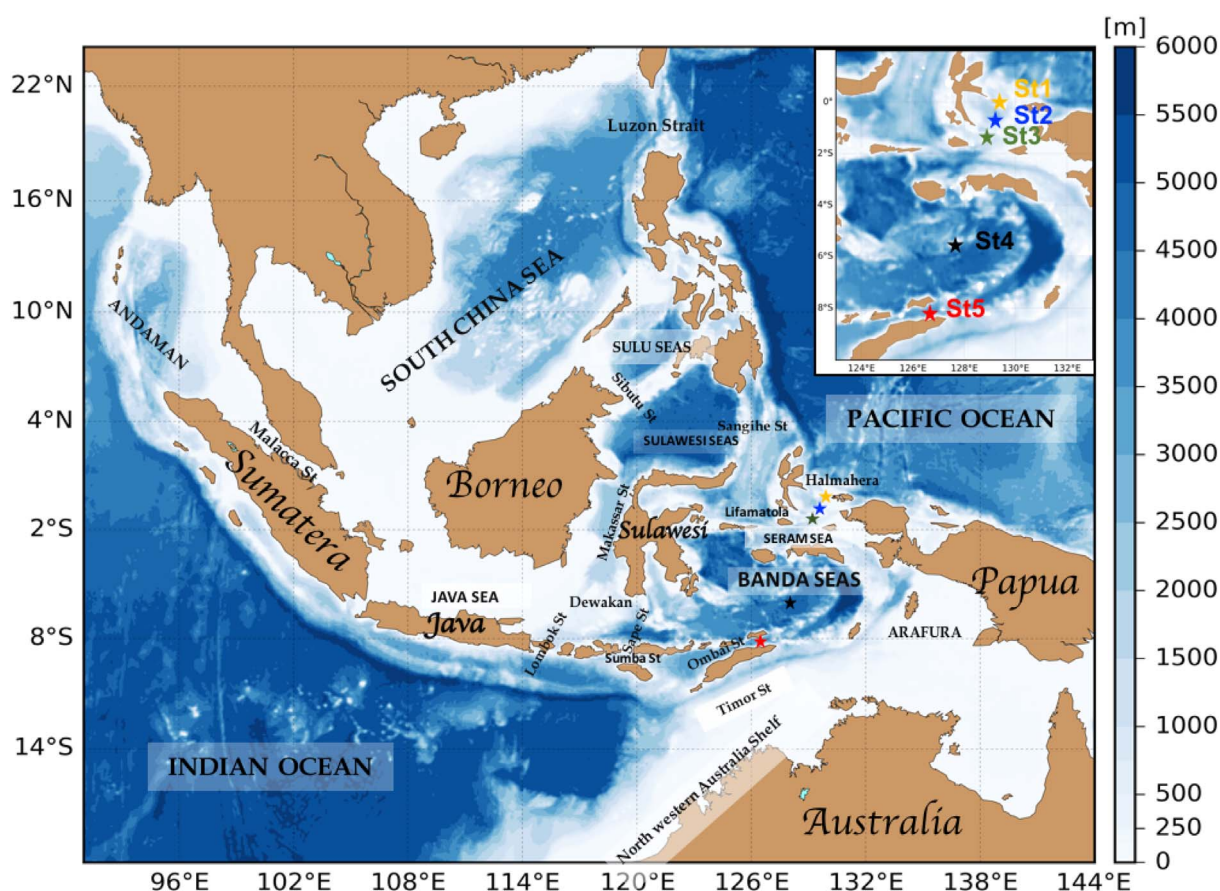 [m]
6000
5500
5000
4500
4000
3500
3000
2500
2000
1500
1000
500
250
0
22°N
16°N
10°N
4°N
2°S
8°S
14°S
96°E
102°E
108°E
114°E
120°E
126°E
132°E
138°E
144°E
0°
2°S
4°S
6°S
8°S
124°E
126°E
128°E
130°E
132°E
St1
St2
St3
St4
St5
Luzon Strait
SOUTH CHINA SEA
ANDAMAN
SULU SEAS
Sibutu St
PACIFIC OCEAN
Sangihe St
SULAWESI SEAS
Malacca St
Sumatera
Borneo
Halmahera
Makassar St
Sulawesi
Lifamatola
SERAM SEA
BANDA SEAS
Papua
JAVA SEA
Java
Dewakan
Lombok St
Sape St
Sumba St
Ombai St
ARAFURA
Timor St
INDIAN OCEAN
North western Australia Shelf
Australia